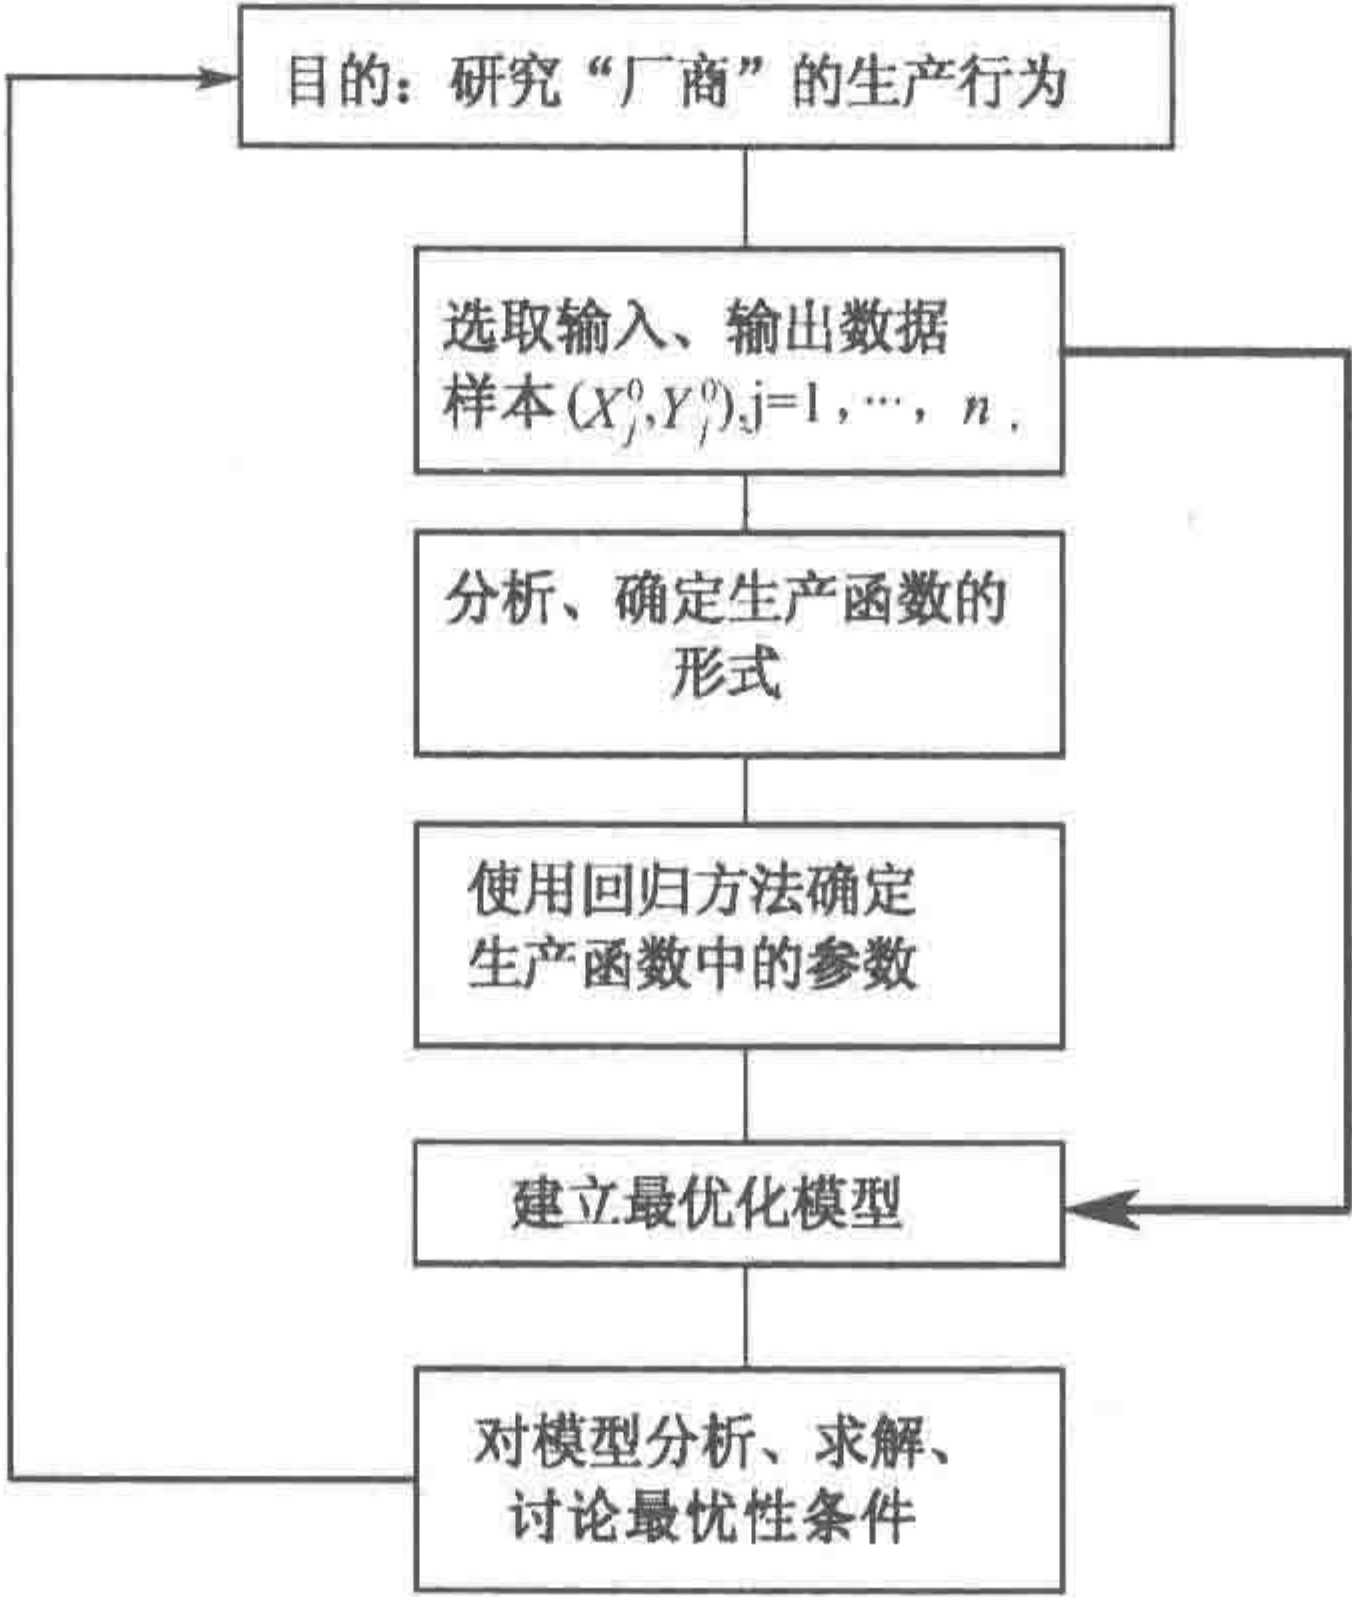 目的：研究“厂商”的生产行为
选取输入、输出数据
样本(X_j^0,Y_j^0),j=1,…, n.
分析、确定生产函数的
形式
使用回归方法确定
生产函数中的参数
建立最优化模型
对模型分析、求解、
讨论最优性条件